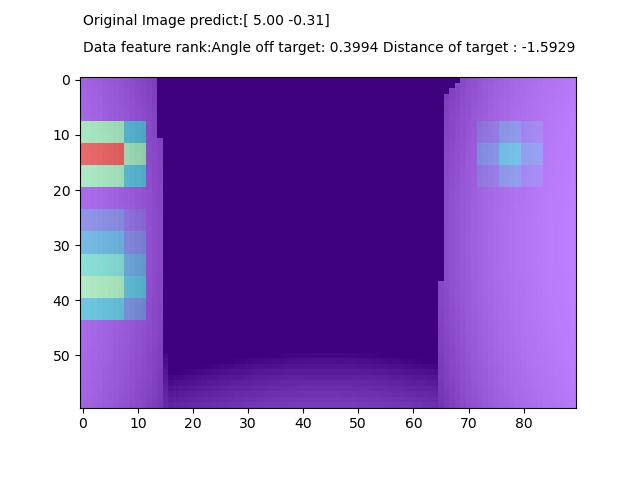 Original Image predict:[ 5.00 -0.31]
Data feature rank:Angle off target: 0.3994 Distance of target : -1.5929
0
10
20
30
40
50
0 10 20 30 40 50 60 70 80